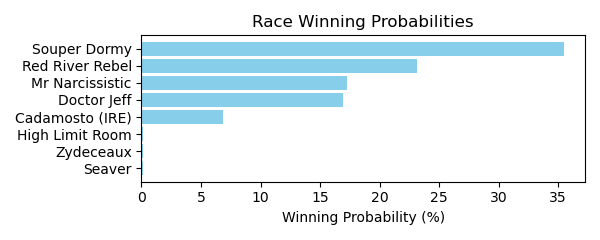 Race Winning Probabilities
Souper Dormy
Red River Rebel
Mr Narcissistic
Doctor Jeff
Cadamosto (IRE)
High Limit Room
Zydeceaux
Seaver
0 5 10 15 20 25 30 35
Winning Probability (%)